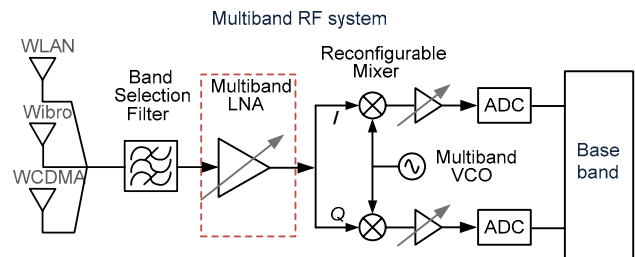 Multiband RF system
WLAN
Wibro
WCDMA
Band
Selection
Filter
Multiband
LNA
Reconfigurable
Mixer
I
Q
Multiband
VCO
ADC
ADC
Base
band